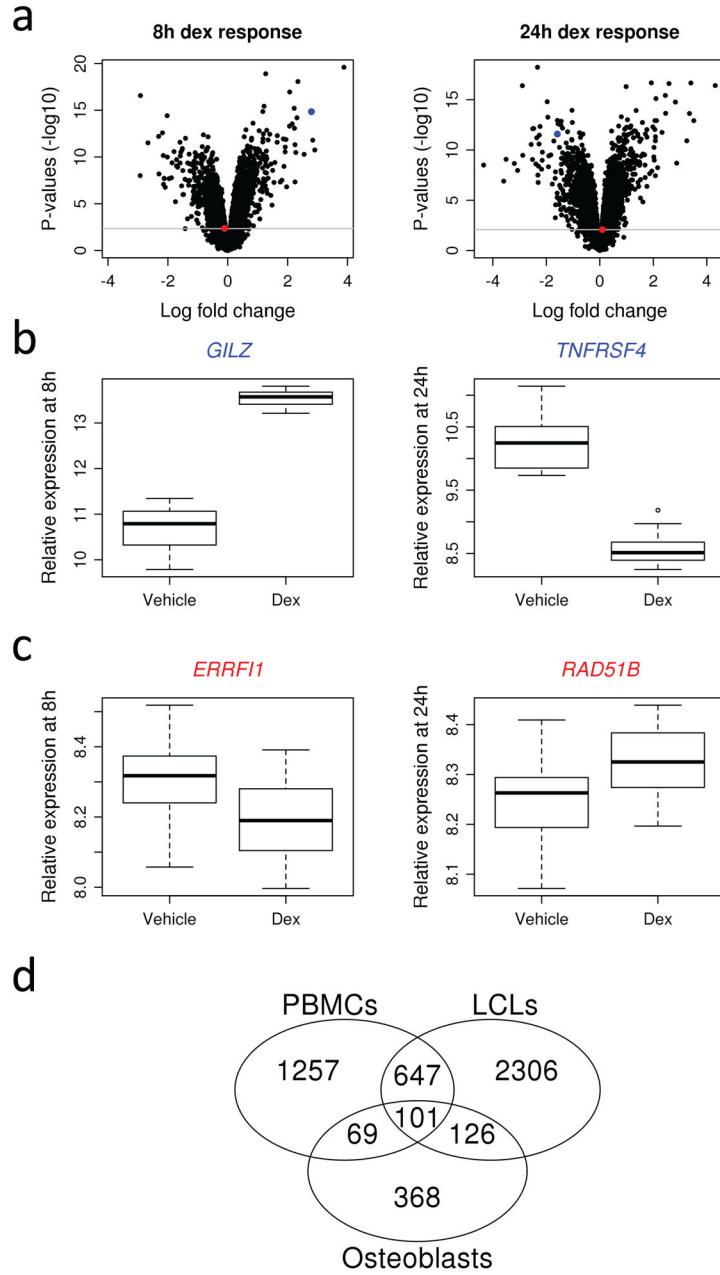 a
8h dex response
24h dex response
P-values (-log10)
20
15
10
5
0
-4 -2 0 2 4
Log fold change
P-values (-log10)
15
10
5
0
-4 -2 0 2 4
Log fold change
b
GILZ
TNFRSF4
Relative expression at 8h
13
12
11
10
Vehicle Dex
Relative expression at 24h
10.5
9.5
8.5
Vehicle Dex
c
ERRFI1
RAD51B
Relative expression at 8h
8.4
8.2
8.0
Vehicle Dex
Relative expression at 24h
8.4
8.3
8.2
8.1
Vehicle Dex
d
PBMCs LCLs
1257 647 2306
101
69 126
368
Osteoblasts